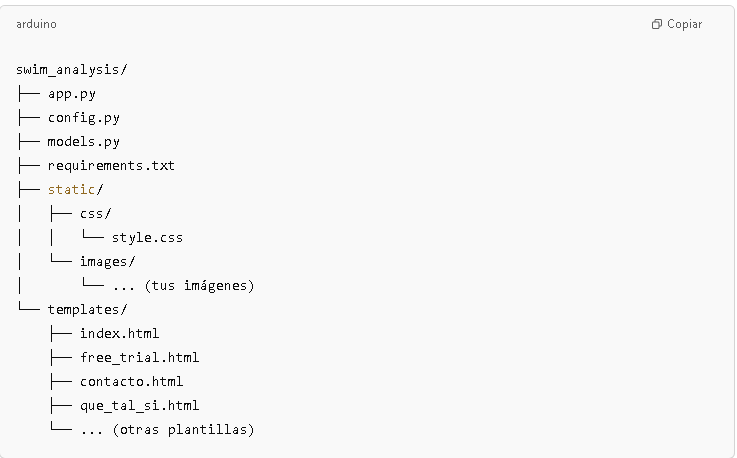 arduino
Copiar
swim_analysis/
├── app.py
├── config.py
├── models.py
├── requirements.txt
├── static/
│   ├── css/
│   │   └── style.css
│   └── images/
│       └── ... (tus imágenes)
└── templates/
    ├── index.html
    ├── free_trial.html
    ├── contacto.html
    ├── que_tal_si.html
    └── ... (otras plantillas)